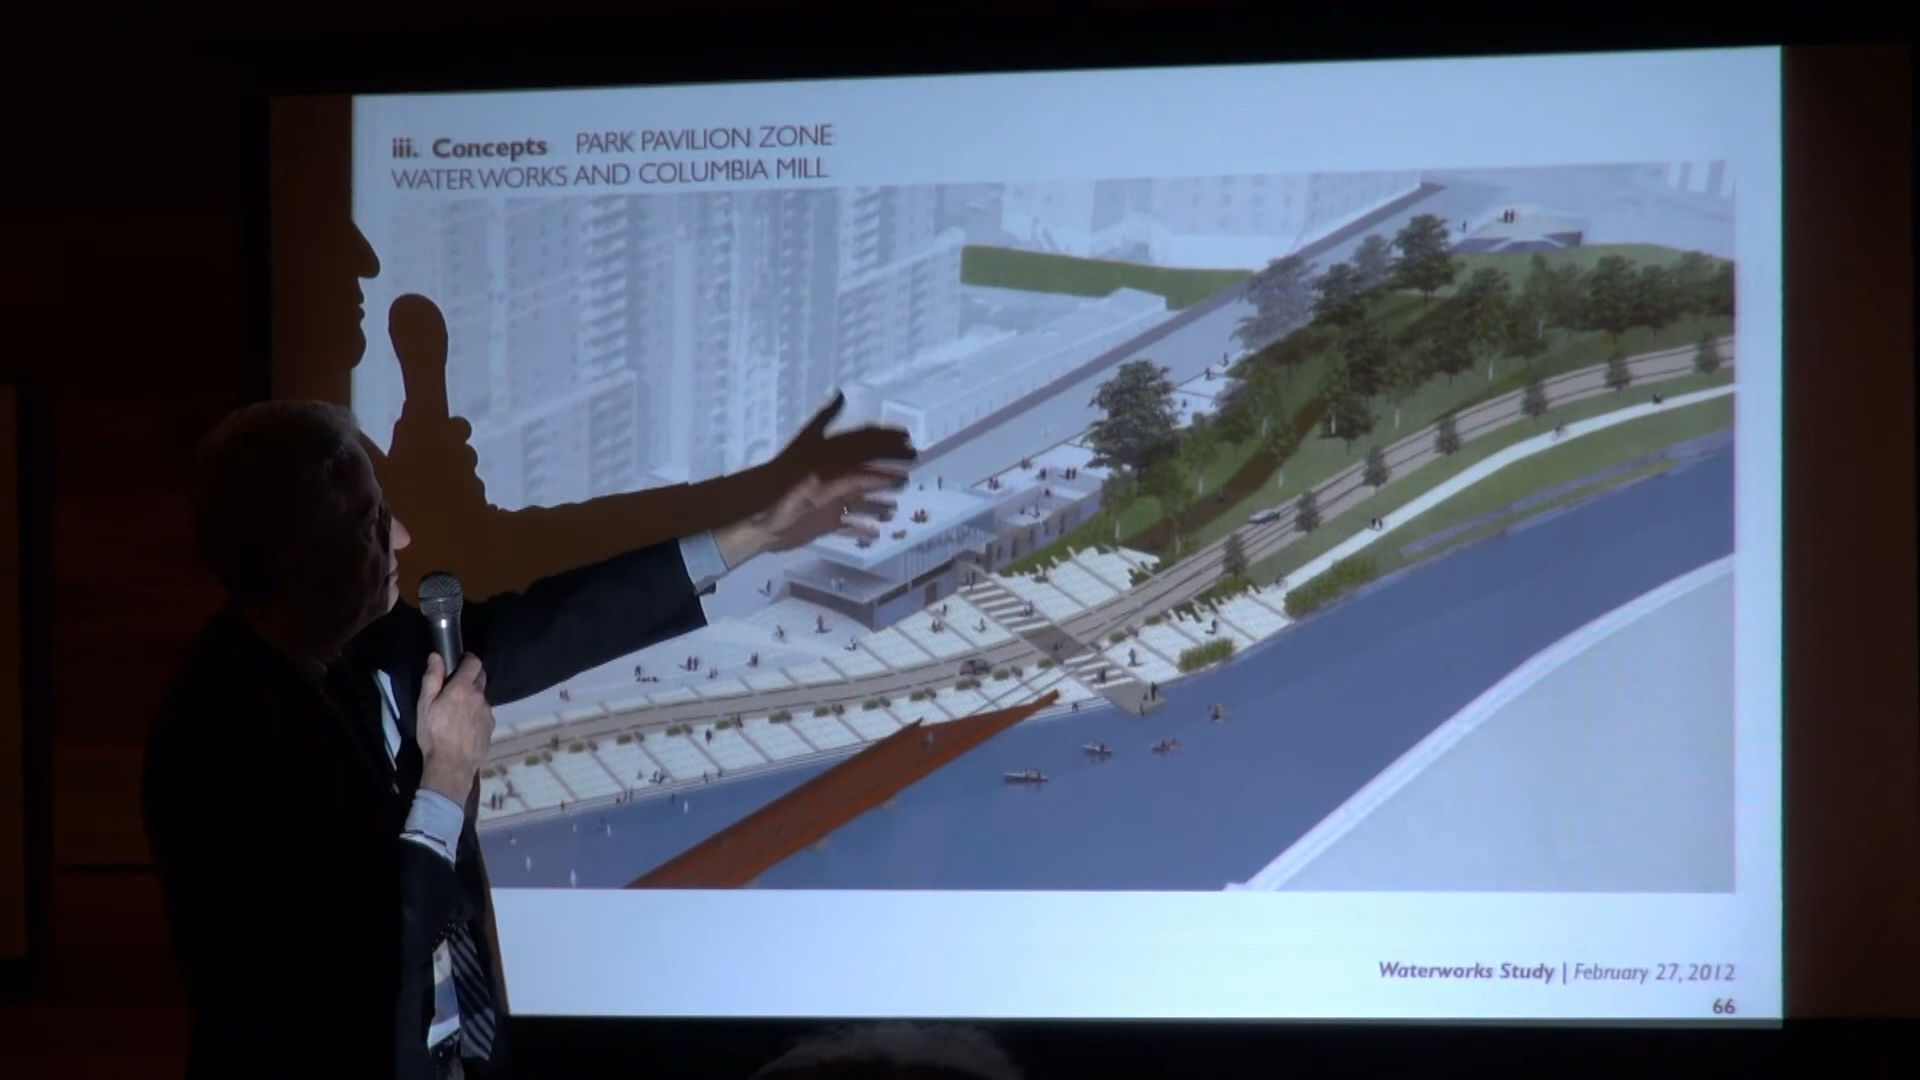 iii. Concepts PARK PAVILION ZONE
WATER WORKS AND COLUMBIA MILL
Waterworks Study | February 27, 2012
66